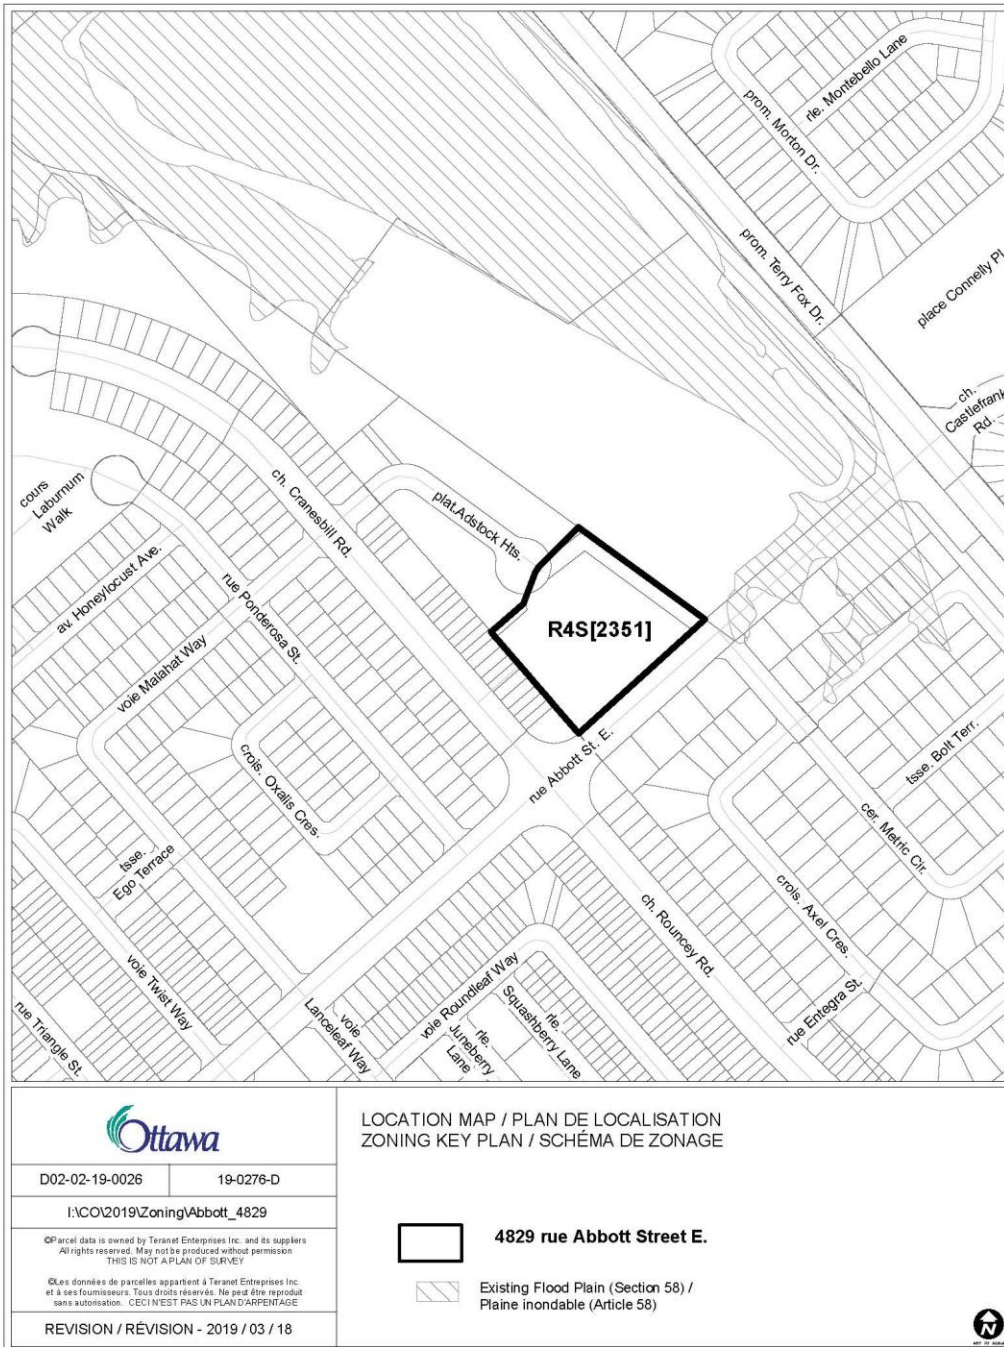 rle. Montebello Lane
prom. Morton Dr.
prom. Terry Fox Dr.
place Connelly Pl
ch.
Castlefrank
Rd.
cours
Laburnum
Walk
ch. Cranesbill Rd.
plat.Adstock Hts.
av. Honeylocust Ave.
rue Ponderosa St.
voie Malahat Way
R4S[2351]
crois. Oxalis Cres.
rue Abbott St. E.
tsse. Bolt Terr.
cer. Metric Cir.
tsse.
Ego Terrace
crois. Axel Cres.
ch. Rouncey Rd.
voie Twist Way
voie Roundleaf Way
rue Entegra St.
rue Triangle St.
voie
Lanceleaf Way
rle.
Juneberry
Lane
rle.
Squashberry Lane
Ottawa
D02-02-19-0026
19-0276-D
I:\CO\2019\Zoning\Abbott_4829
©Parcel data is owned by Teranet Enterprises Inc. and its suppliers
All rights reserved. May not be produced without permission
THIS IS NOT A PLAN OF SURVEY
©Les données de parcelles appartient à Teranet Entreprises Inc.
et à ses fournisseurs. Tous droits réservés. Ne peut être reproduit
sans autorisation. CECI N'EST PAS UN PLAN D'ARPENTAGE
REVISION / RÉVISION - 2019 / 03 / 18
LOCATION MAP / PLAN DE LOCALISATION
ZONING KEY PLAN / SCHÉMA DE ZONAGE
4829 rue Abbott Street E.
Existing Flood Plain (Section 58) /
Plaine inondable (Article 58)
N
NOT TO SCALE